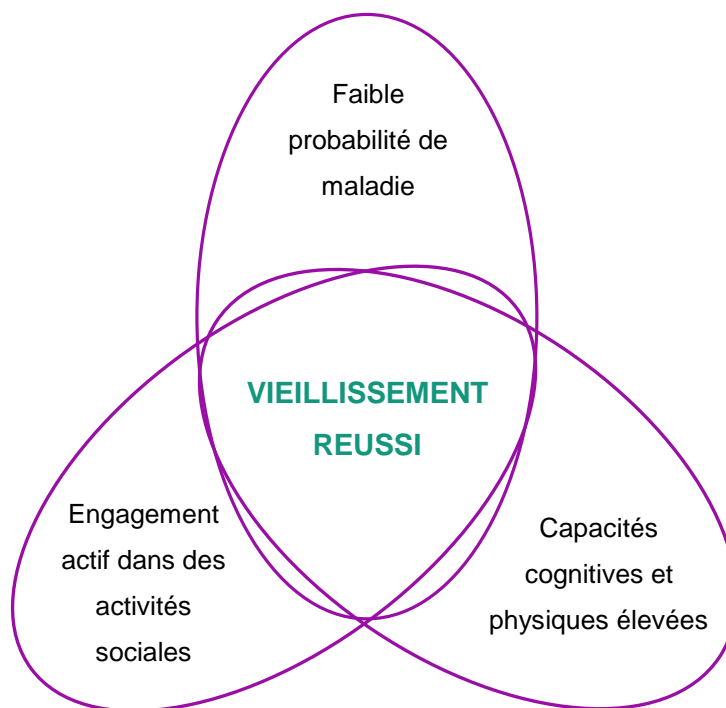 Faible
probabilité de
maladie
VIEILLISSEMENT
REUSSI
Engagement
actif dans des
activités
sociales
Capacités
cognitives et
physiques élevées